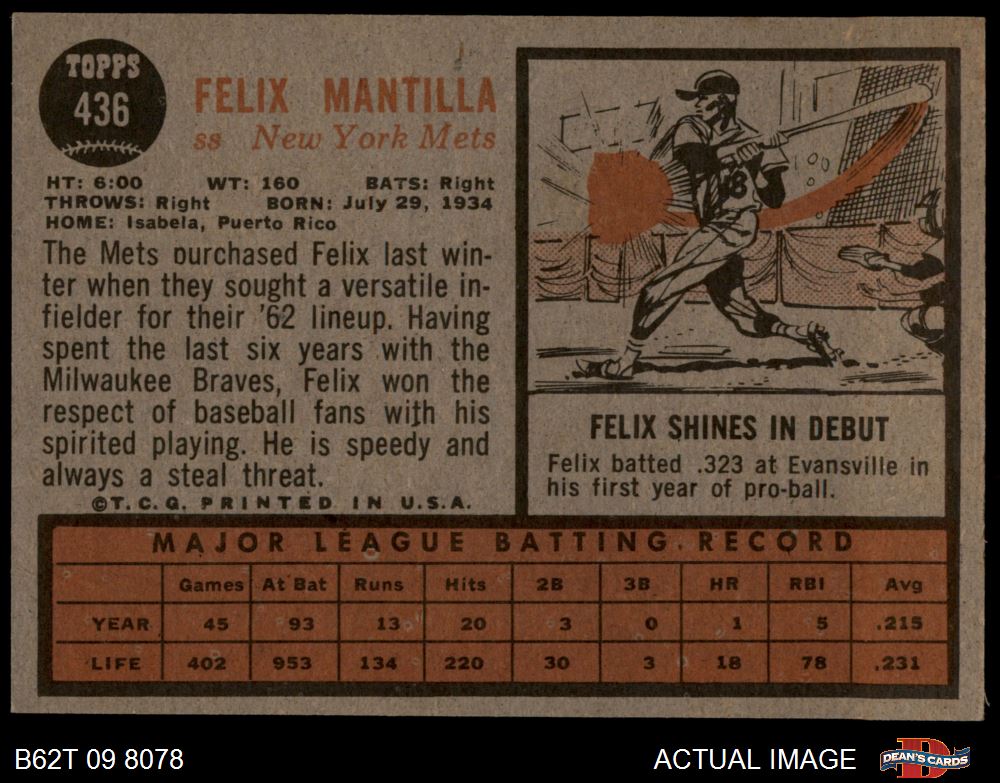 TOPPS
436
FELIX MANTILLA
ss New York Mets
HT: 6:00 WT: 160 BATS: Right
THROWS: Right BORN: July 29, 1934
HOME: Isabela, Puerto Rico
The Mets ourchased Felix last win-
ter when they sought a versatile in-
fielder for their '62 lineup. Having
spent the last six years with the
Milwaukee Braves, Felix won the
respect of baseball fans with his
spirited playing. He is speedy and
always a steal threat.
©T.C.G. PRINTED IN U.S.A.
18
FELIX SHINES IN DEBUT
Felix batted .323 at Evansville in
his first year of pro-ball.
MAJOR LEAGUE BATTING RECORD
Games At Bat Runs Hits 2B 3B HR RBI Avg
YEAR 45 93 13 20 3 0 1 5 .215
LIFE 402 953 134 220 30 3 18 78 .231
B62T 09 8078
ACTUAL IMAGE
DEAN'S CARDS